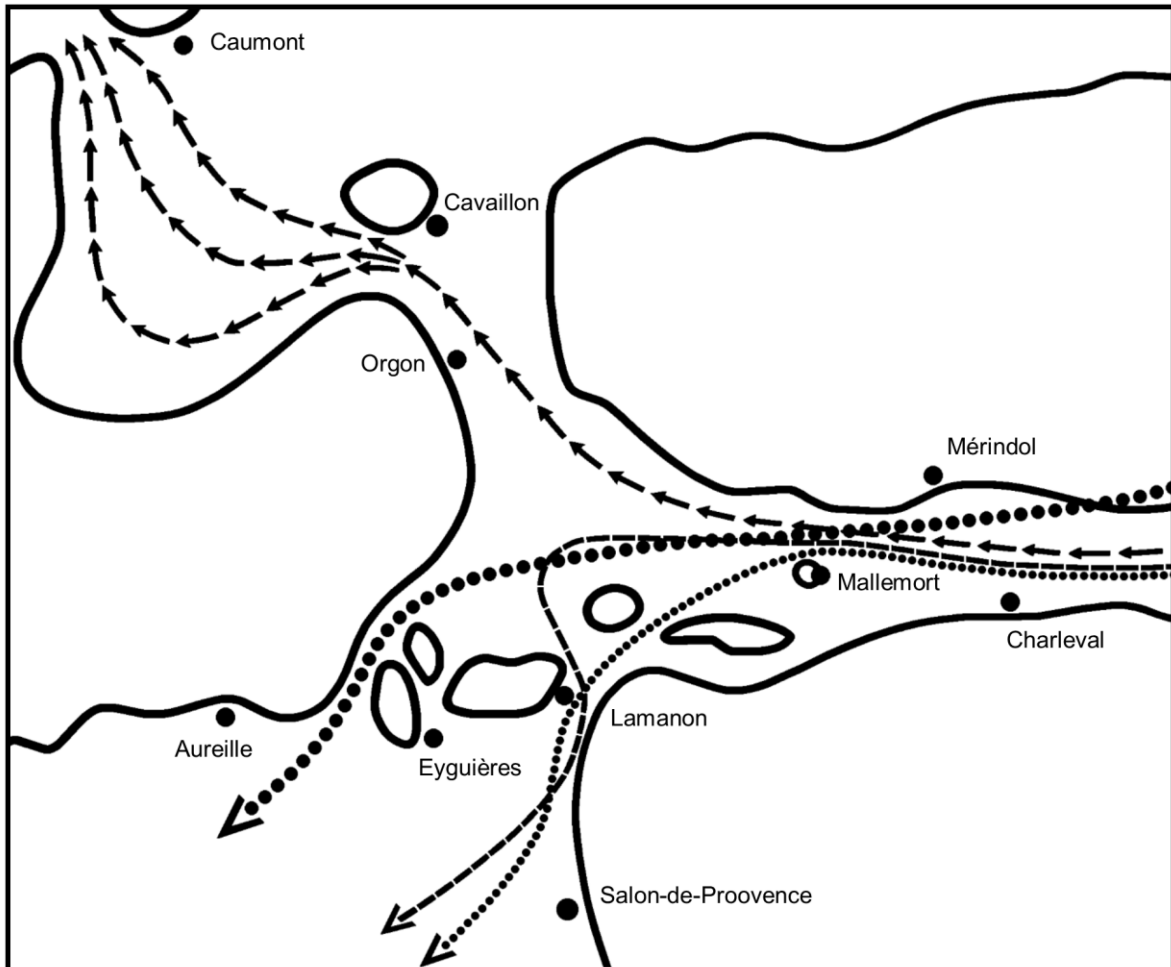 Caumont
Cavaillon
Orgon
Mérindol
Mallemort
Charleval
Lamanon
Aureille
Eyguières
Salon-de-Proovence